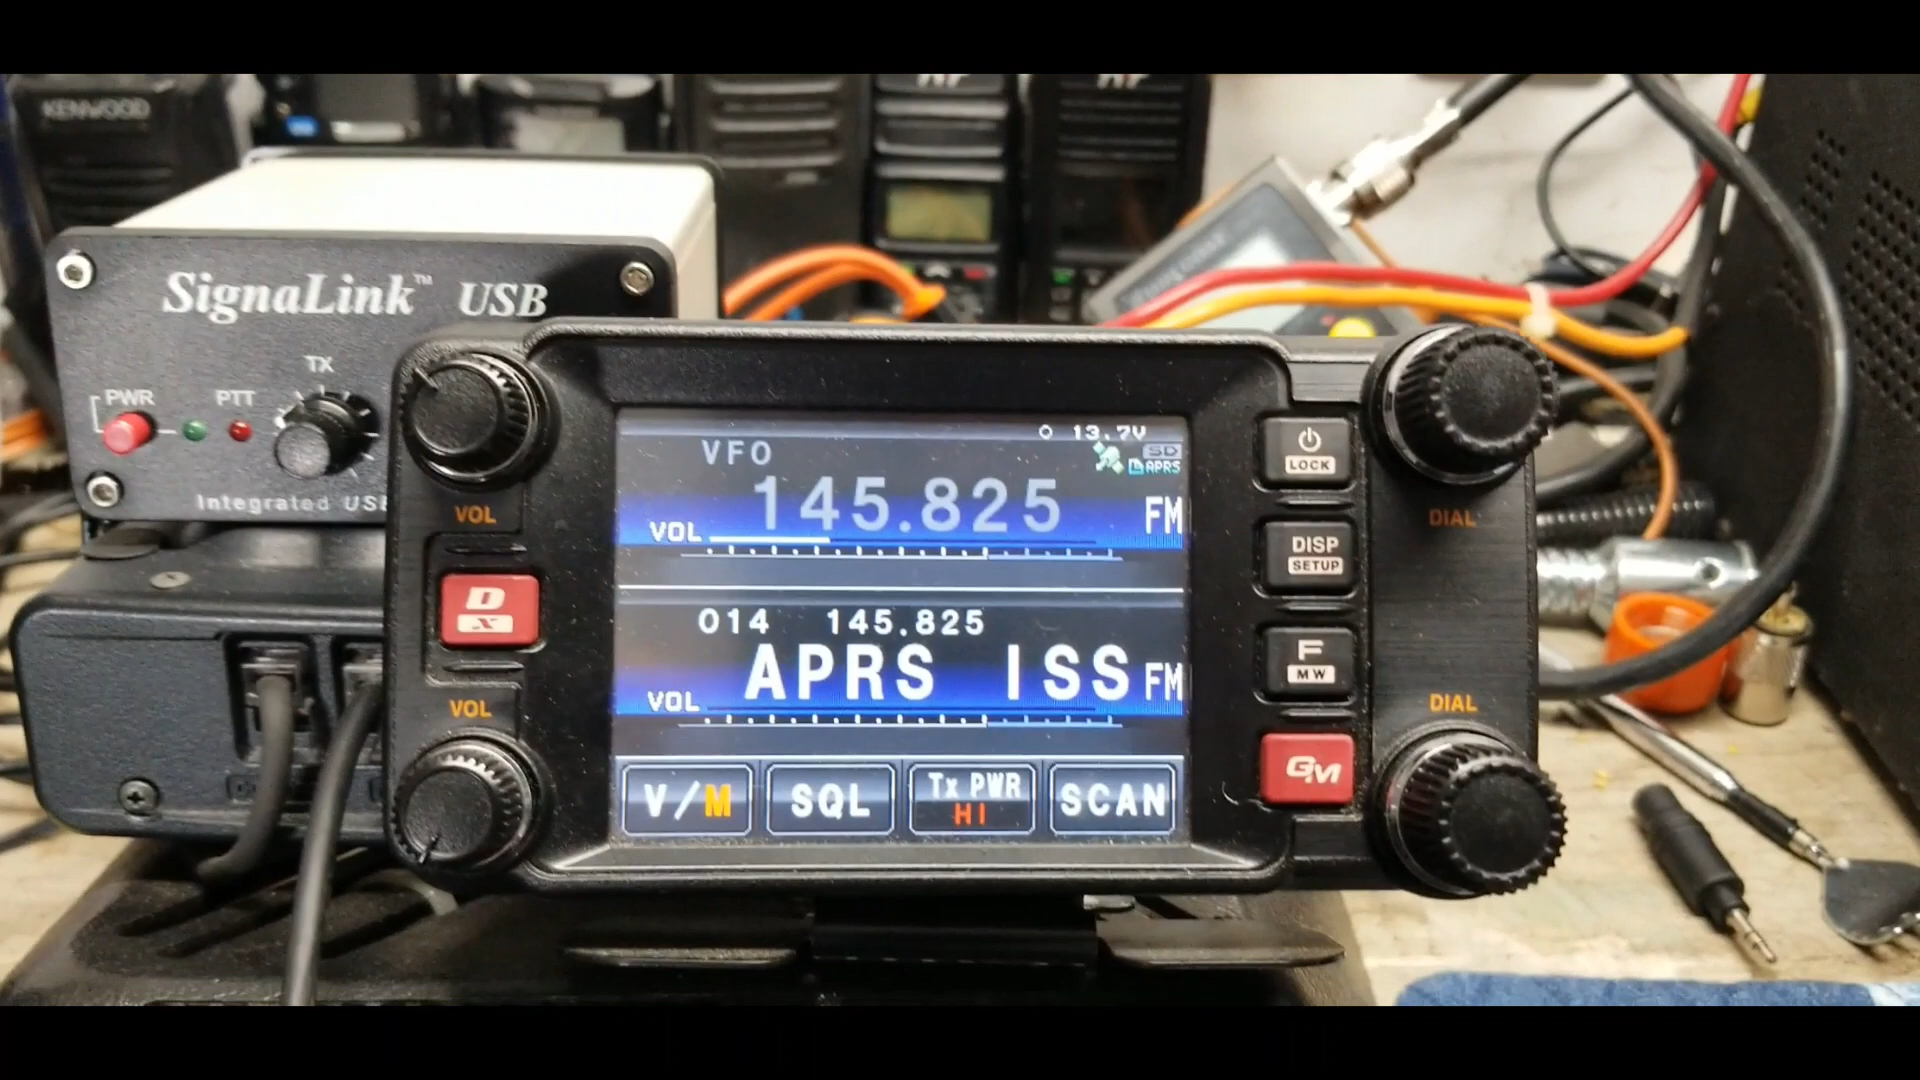 KENWOOD
SignaLink™ USB
TX
PWR
PTT
Integrated USB
13.7V
VFO
SD
APRS
145.825
FM
VOL
014 145.825
APRS ISS
FM
VOL
V/M
SQL
Tx PWR
HI
SCAN
VOL
D
X
VOL
LOCK
DISP
SETUP
F
MW
GM
DIAL
DIAL